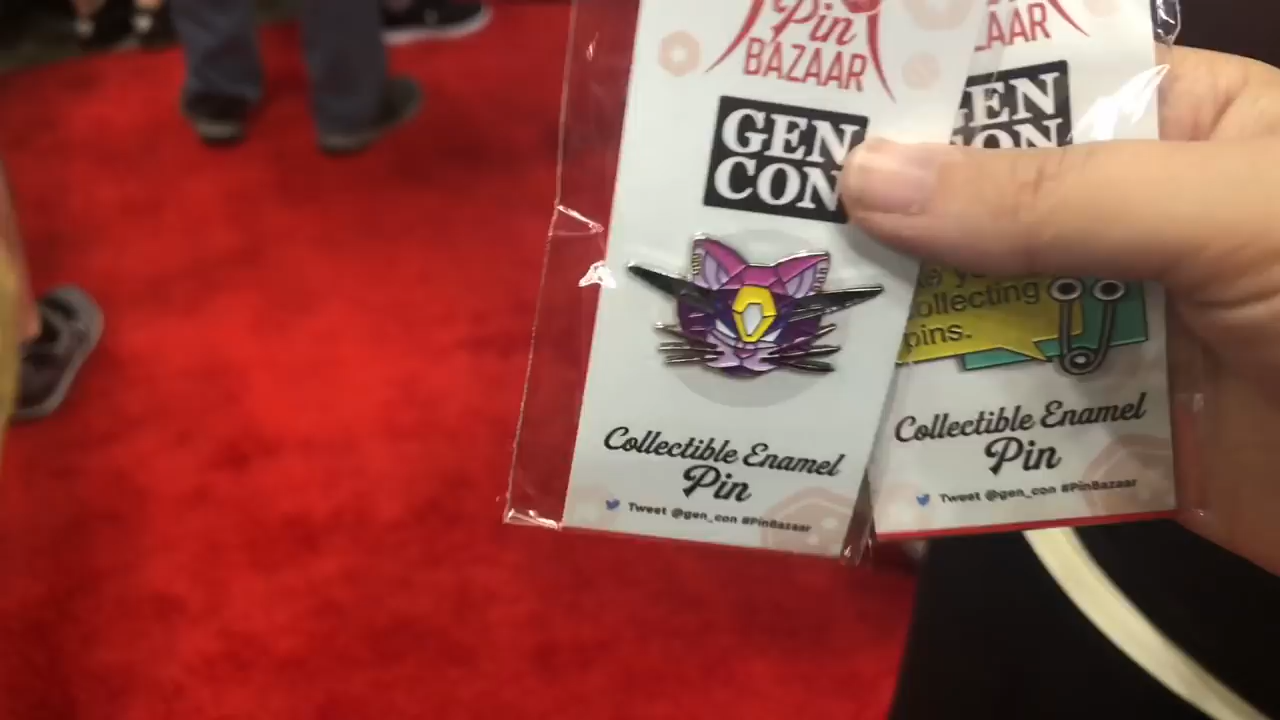 Pin
BAZAAR
GEN
CON
Collectible Enamel
Pin
Tweet @gen_con #PinBazaar
collecting
pins.
Collectible Enamel
Pin
Tweet @gen_con #PinBazaar